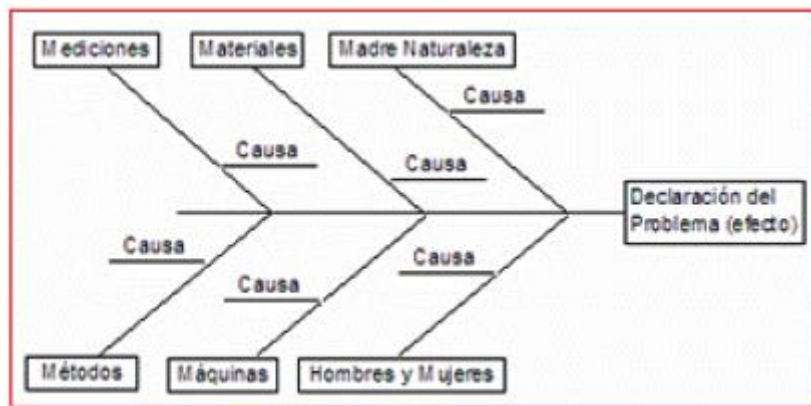 Mediciones
Materiales
Madre Naturaleza
Causa
Causa
Causa
Declaración del
Problema (efecto)
Causa
Causa
Causa
Métodos
Máquinas
Hombres y Mujeres